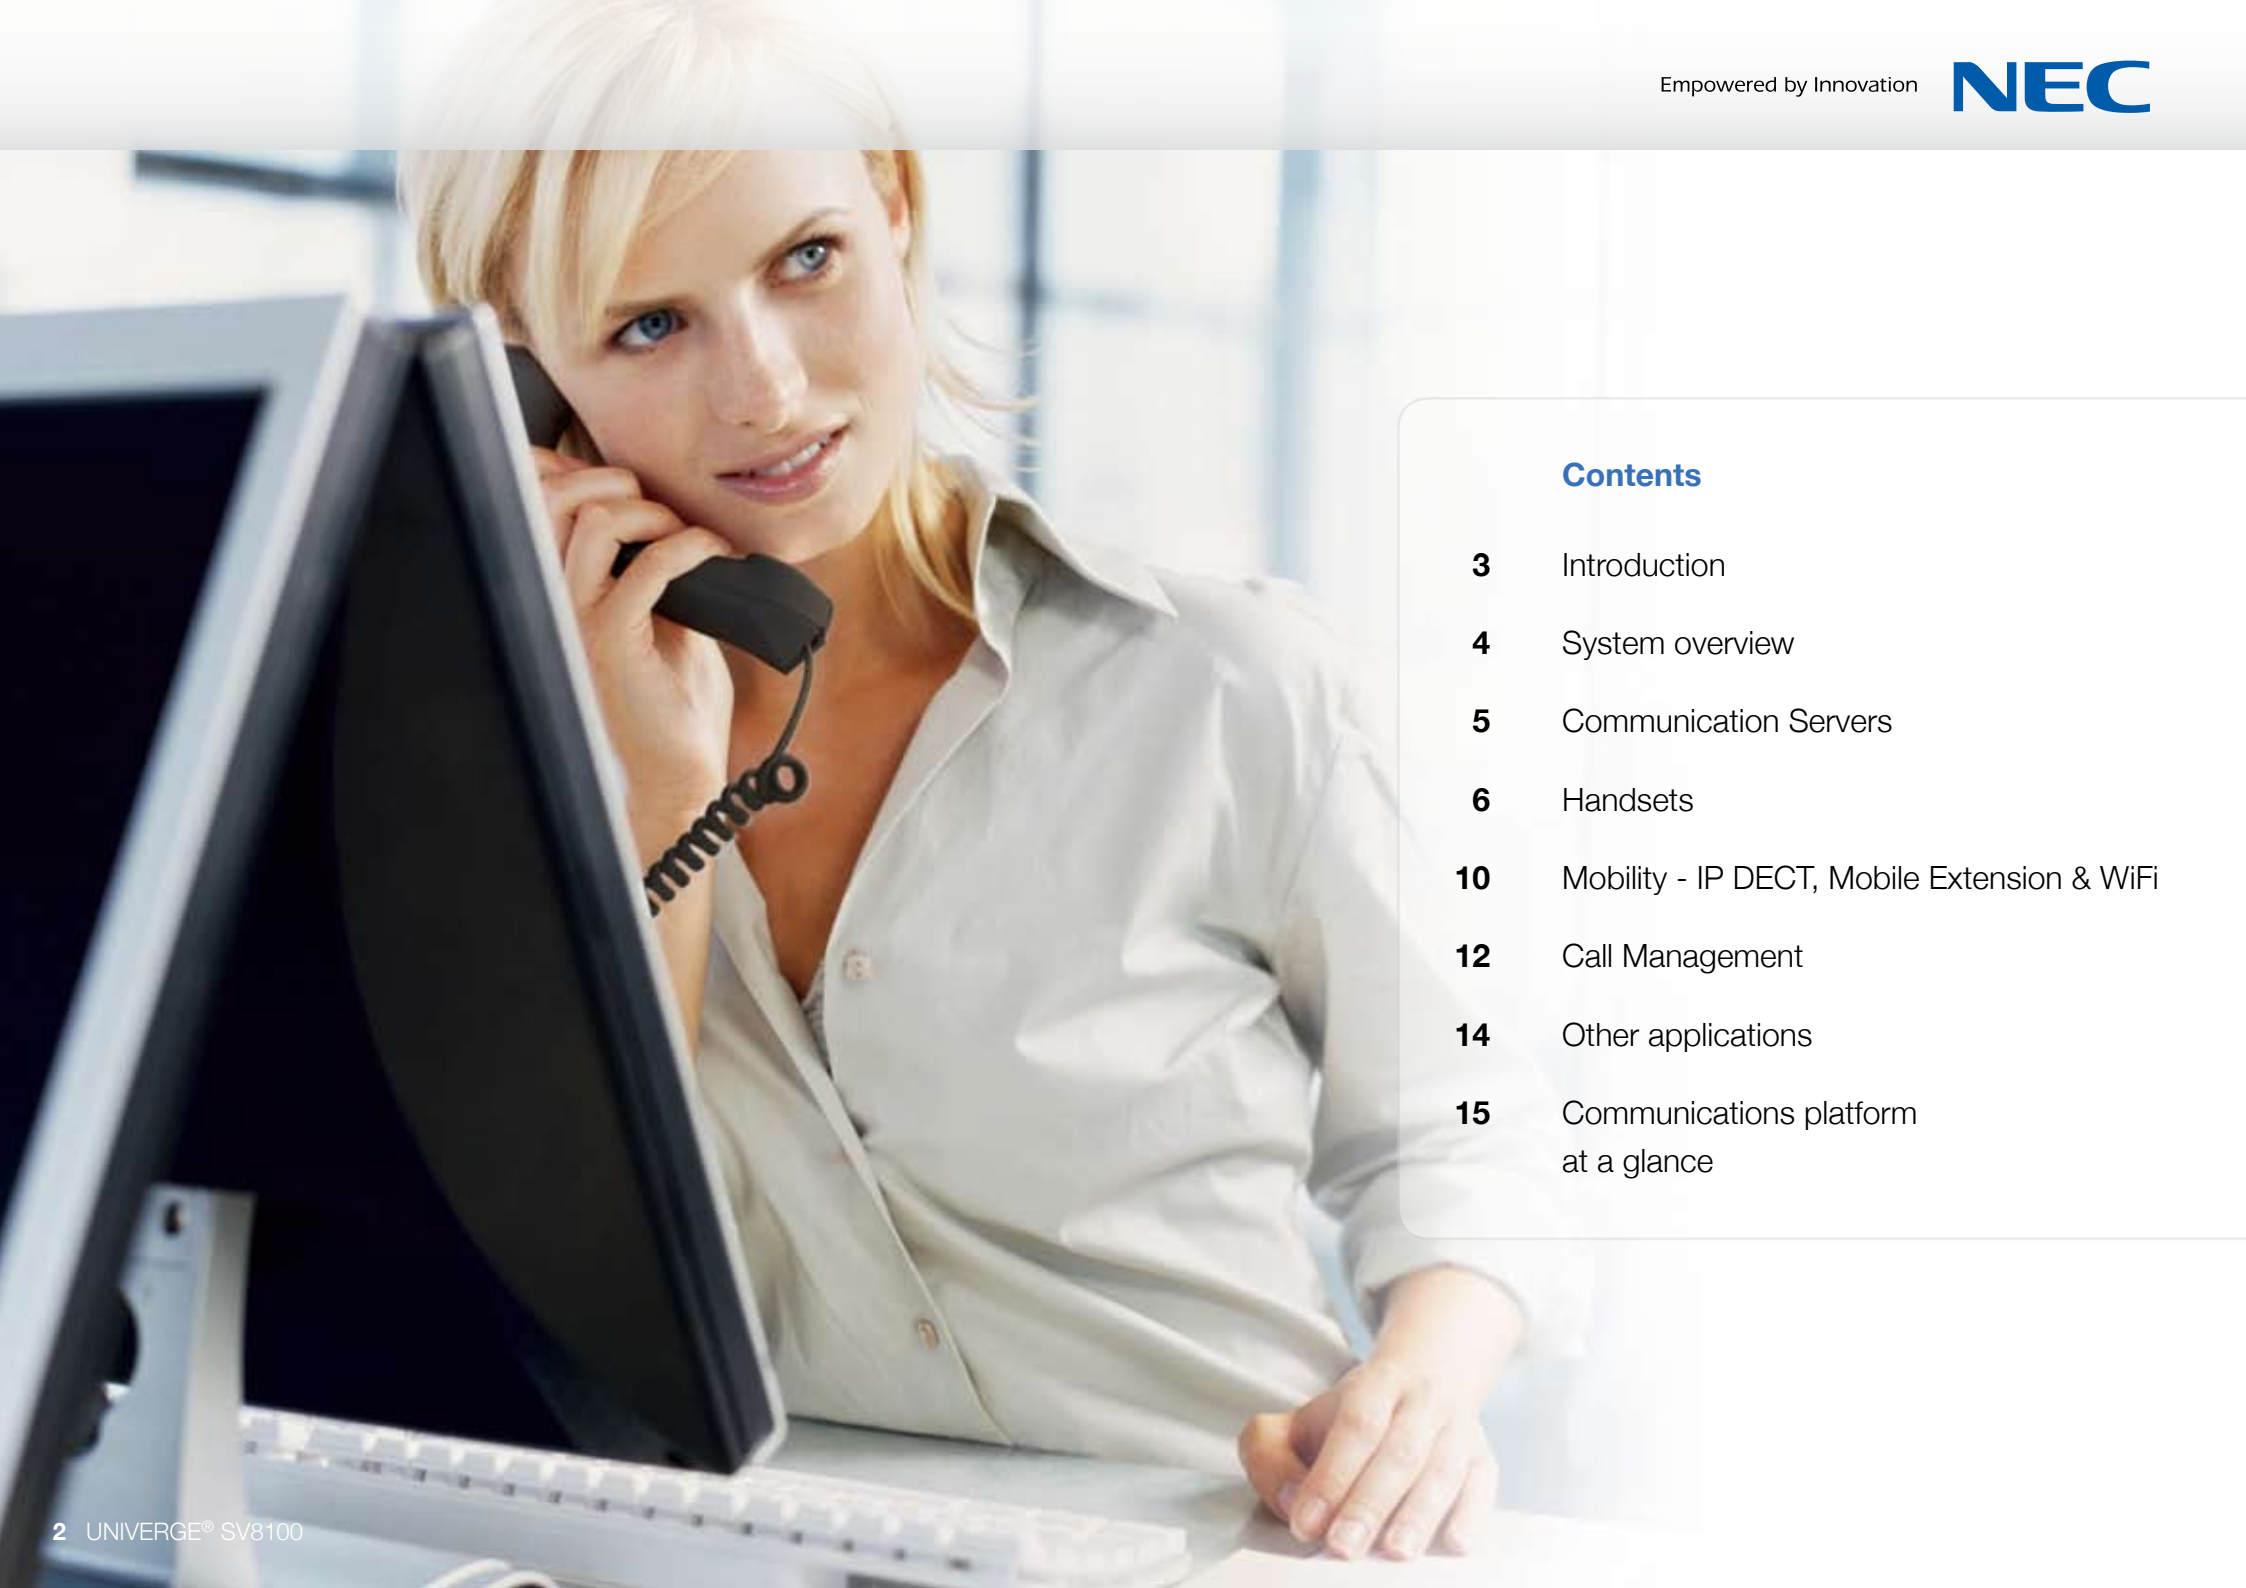 Empowered by Innovation NEC
Contents
3 Introduction
4 System overview
5 Communication Servers
6 Handsets
10 Mobility - IP DECT, Mobile Extension & WiFi
12 Call Management
14 Other applications
15 Communications platform
at a glance
2 UNIVERGE® SV8100